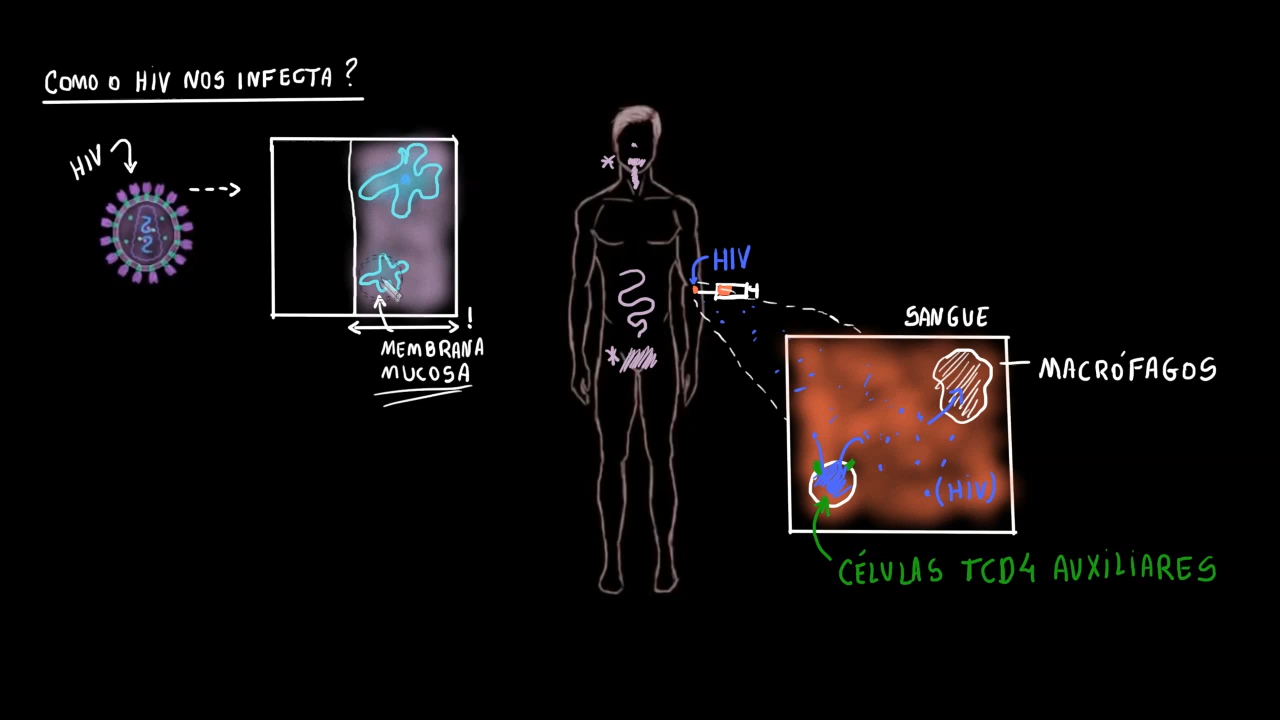 COMO O HIV NOS INFECTA?
HIV
!
MEMBRANA
MUCOSA
HIV
SANGUE
MACRÓFAGOS
(HIV)
CÉLULAS TCD4 AUXILIARES